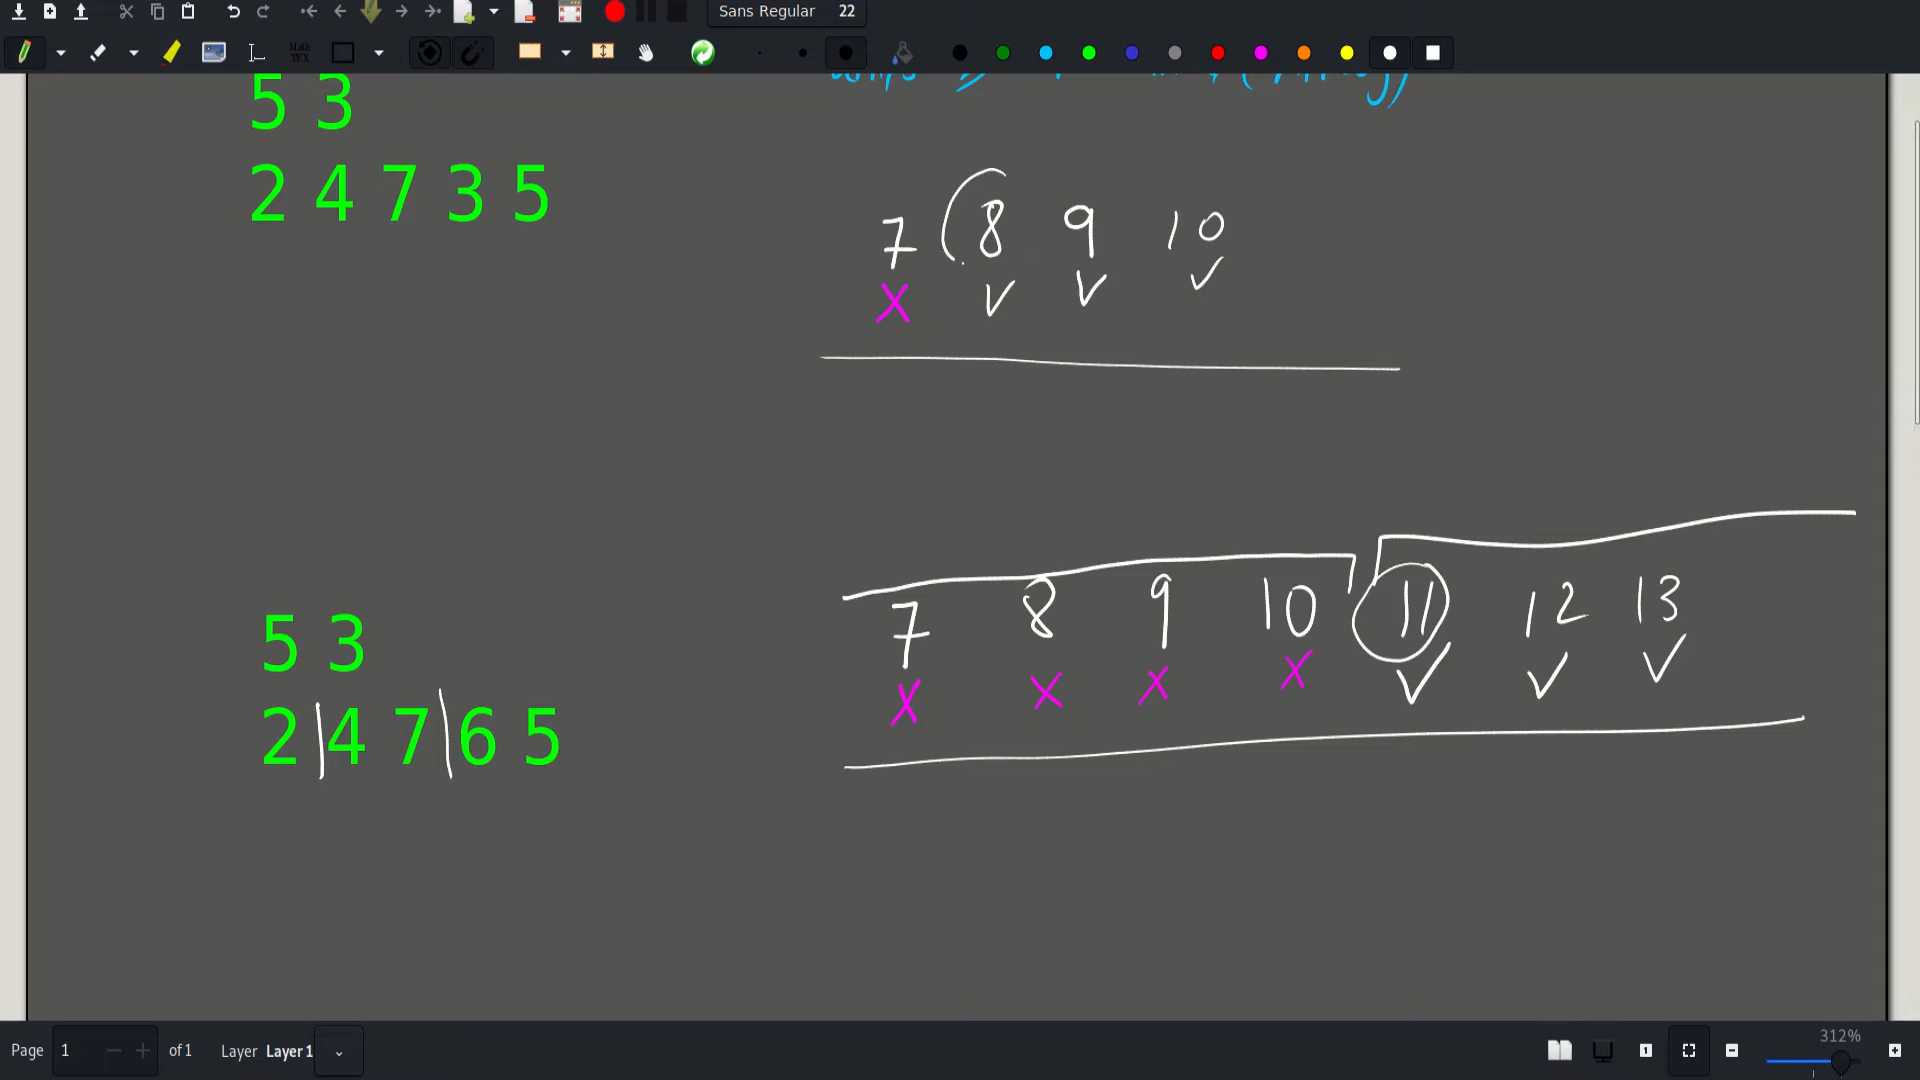 Sans Regular 22
5 3
2 4 7 3 5
7 8 9 10
X ✓ ✓ ✓
5 3
2|4 7|6 5
7 8 9 10 11 12 13
X X X X ✓ ✓ ✓
Page 1 of 1 Layer Layer 1 312%